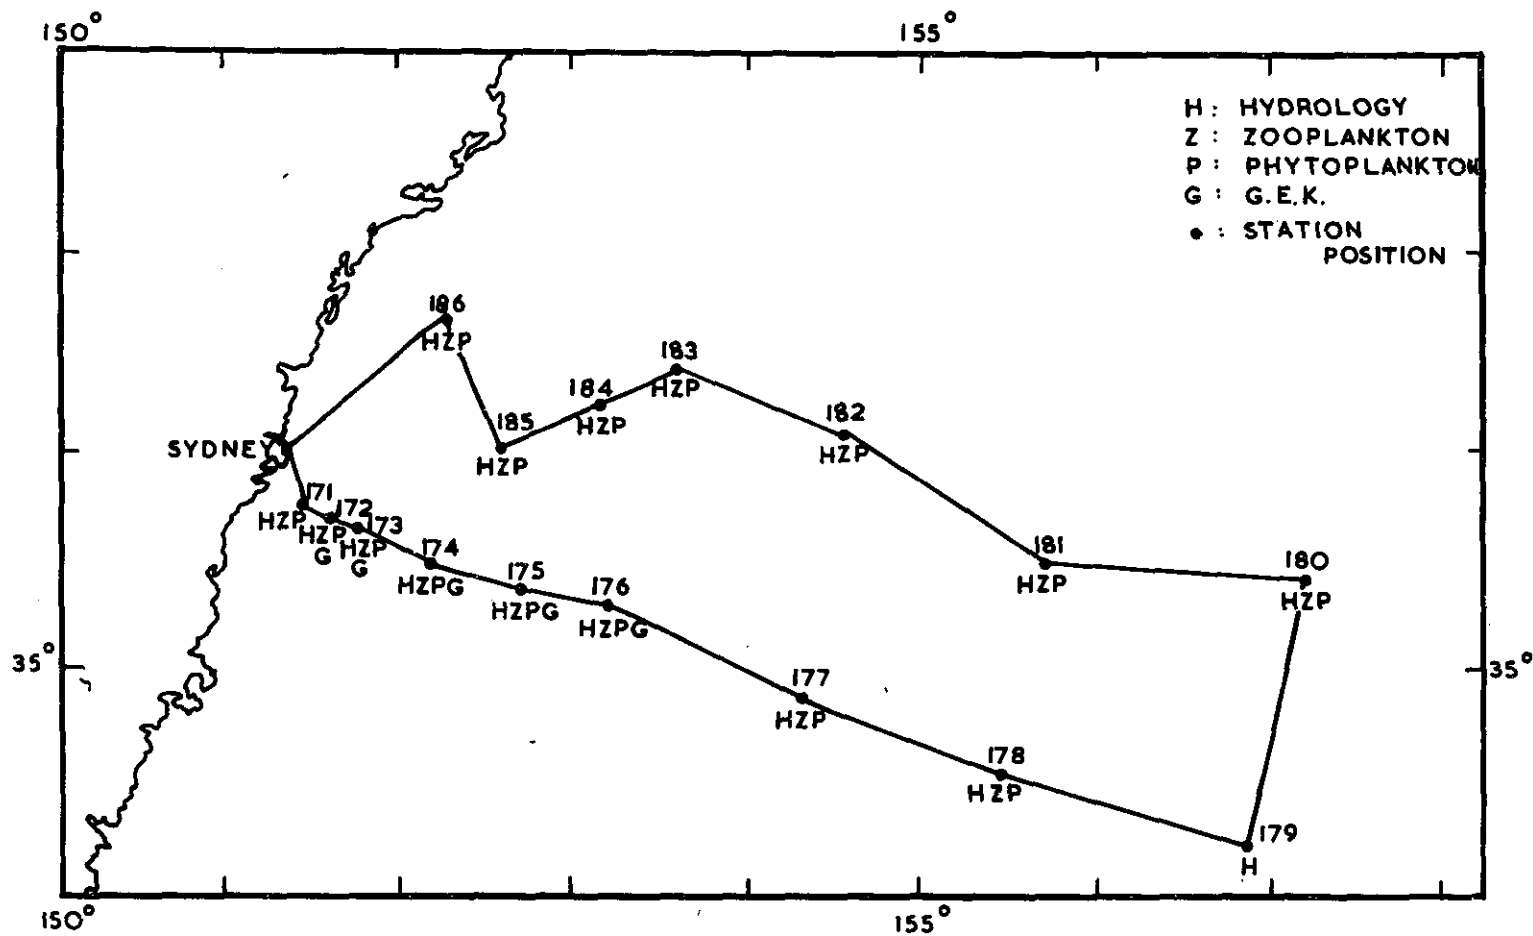 150°
155°
H : HYDROLOGY
Z : ZOOPLANKTON
P : PHYTOPLANKTON
G : G.E.K.
• : STATION
POSITION
186
HZP
183
HZP
184
HZP
185
HZP
182
HZP
SYDNEY
171
HZP
172
HZP
G
173
HZP
G
174
HZPG
175
HZPG
176
HZPG
181
HZP
180
HZP
35°
35°
177
HZP
178
HZP
179
H
150°
155°